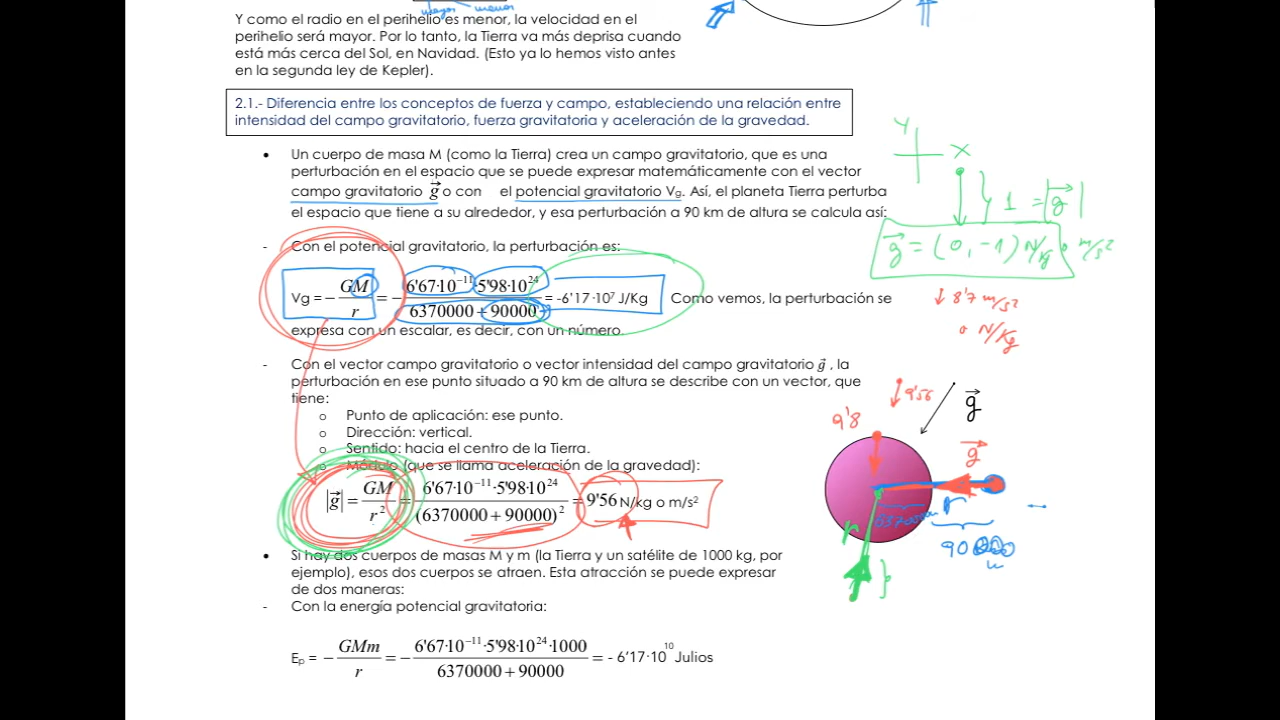 mayor menor
Y como el radio en el perihelio es menor, la velocidad en el
perihelio será mayor. Por lo tanto, la Tierra va más deprisa cuando
está más cerca del Sol, en Navidad. (Esto ya lo hemos visto antes
en la segunda ley de Kepler).
2.1.- Diferencia entre los conceptos de fuerza y campo, estableciendo una relación entre
intensidad del campo gravitatorio, fuerza gravitatoria y aceleración de la gravedad.
• Un cuerpo de masa M (como la Tierra) crea un campo gravitatorio, que es una
perturbación en el espacio que se puede expresar matemáticamente con el vector
campo gravitatorio g⃗ o con el potencial gravitatorio Vg. Así, el planeta Tierra perturba
el espacio que tiene a su alrededor, y esa perturbación a 90 km de altura se calcula así:
- Con el potencial gravitatorio, la perturbación es:
Vg = − GM / r = − 6'67·10⁻¹¹·5'98·10²⁴ / 6370000 + 90000 = -6'17 ·10⁷ J/Kg Como vemos, la perturbación se
expresa con un escalar, es decir, con un número.
- Con el vector campo gravitatorio o vector intensidad del campo gravitatorio g⃗ , la
perturbación en ese punto situado a 90 km de altura se describe con un vector, que
tiene:
o Punto de aplicación: ese punto.
o Dirección: vertical.
o Sentido: hacia el centro de la Tierra.
o Módulo (que se llama aceleración de la gravedad):
|g⃗| = GM / r² = 6'67·10⁻¹¹·5'98·10²⁴ / (6370000 + 90000)² = 9'56 N/kg o m/s²
• Si hay dos cuerpos de masas M y m (la Tierra y un satélite de 1000 kg, por
ejemplo), esos dos cuerpos se atraen. Esta atracción se puede expresar
de dos maneras:
- Con la energía potencial gravitatoria:
Eₚ = − GMm / r = − 6'67·10⁻¹¹·5'98·10²⁴·1000 / 6370000 + 90000 = - 6'17·10¹⁰ Julios
Y
X
1 = |g⃗|
g⃗ = (0, -1) N/Kg o m/s²
↓ 8'7 m/s²
o N/Kg
9'56
g⃗
9'8
g⃗
r
r
90000
m